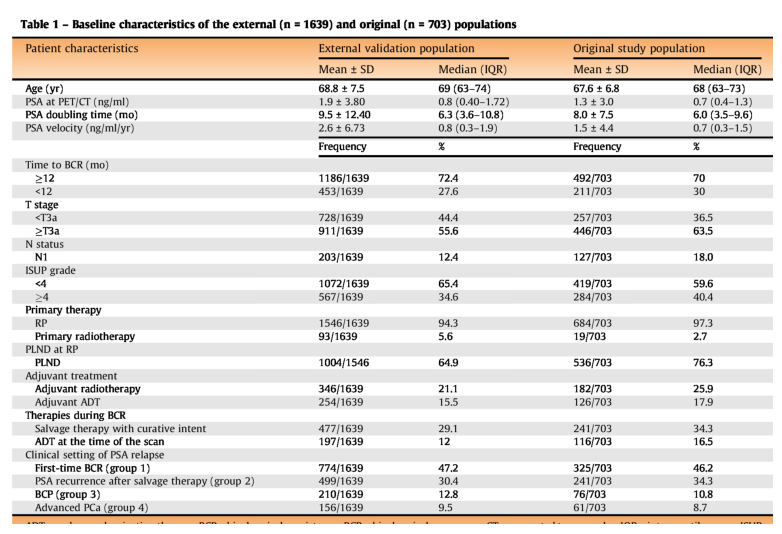 Table 1 – Baseline characteristics of the external (n = 1639) and original (n = 703) populations
Patient characteristics External validation population Original study population
Mean ± SD Median (IQR) Mean ± SD Median (IQR)
Age (yr) 68.8 ± 7.5 69 (63–74) 67.6 ± 6.8 68 (63–73)
PSA at PET/CT (ng/ml) 1.9 ± 3.80 0.8 (0.40–1.72) 1.3 ± 3.0 0.7 (0.4–1.3)
PSA doubling time (mo) 9.5 ± 12.40 6.3 (3.6–10.8) 8.0 ± 7.5 6.0 (3.5–9.6)
PSA velocity (ng/ml/yr) 2.6 ± 6.73 0.8 (0.3–1.9) 1.5 ± 4.4 0.7 (0.3–1.5)
Frequency % Frequency %
Time to BCR (mo)
≥12 1186/1639 72.4 492/703 70
<12 453/1639 27.6 211/703 30
T stage
<T3a 728/1639 44.4 257/703 36.5
≥T3a 911/1639 55.6 446/703 63.5
N status
N1 203/1639 12.4 127/703 18.0
ISUP grade
<4 1072/1639 65.4 419/703 59.6
≥4 567/1639 34.6 284/703 40.4
Primary therapy
RP 1546/1639 94.3 684/703 97.3
Primary radiotherapy 93/1639 5.6 19/703 2.7
PLND at RP
PLND 1004/1546 64.9 536/703 76.3
Adjuvant treatment
Adjuvant radiotherapy 346/1639 21.1 182/703 25.9
Adjuvant ADT 254/1639 15.5 126/703 17.9
Therapies during BCR
Salvage therapy with curative intent 477/1639 29.1 241/703 34.3
ADT at the time of the scan 197/1639 12 116/703 16.5
Clinical setting of PSA relapse
First-time BCR (group 1) 774/1639 47.2 325/703 46.2
PSA recurrence after salvage therapy (group 2) 499/1639 30.4 241/703 34.3
BCP (group 3) 210/1639 12.8 76/703 10.8
Advanced PCa (group 4) 156/1639 9.5 61/703 8.7